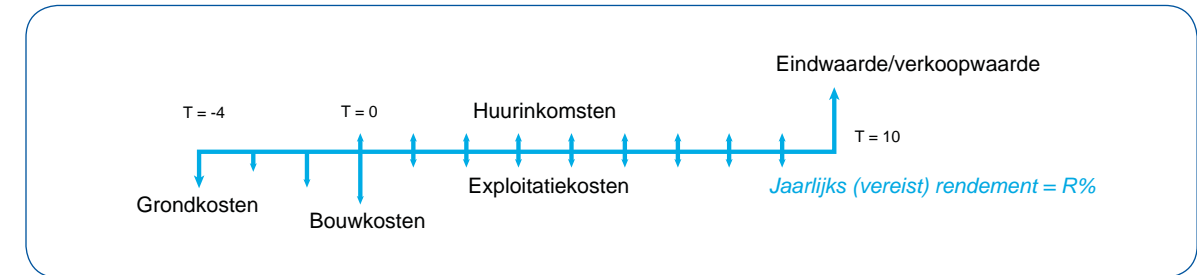 Eindwaarde/verkoopwaarde
T = -4
T = 0
Huurinkomsten
T = 10
Grondkosten
Exploitatiekosten
Jaarlijks (vereist) rendement = R%
Bouwkosten